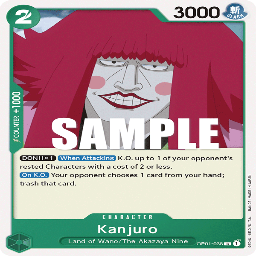 2
3000
斬
COUNTER +1000
SAMPLE
DON!! ×1 When Attacking K.O. up to 1 of your opponent's
rested Characters with a cost of 2 or less.
On K.O. Your opponent chooses 1 card from your hand;
trash that card.
CHARACTER
Kanjuro
Land of Wano/The Akazaya Nine